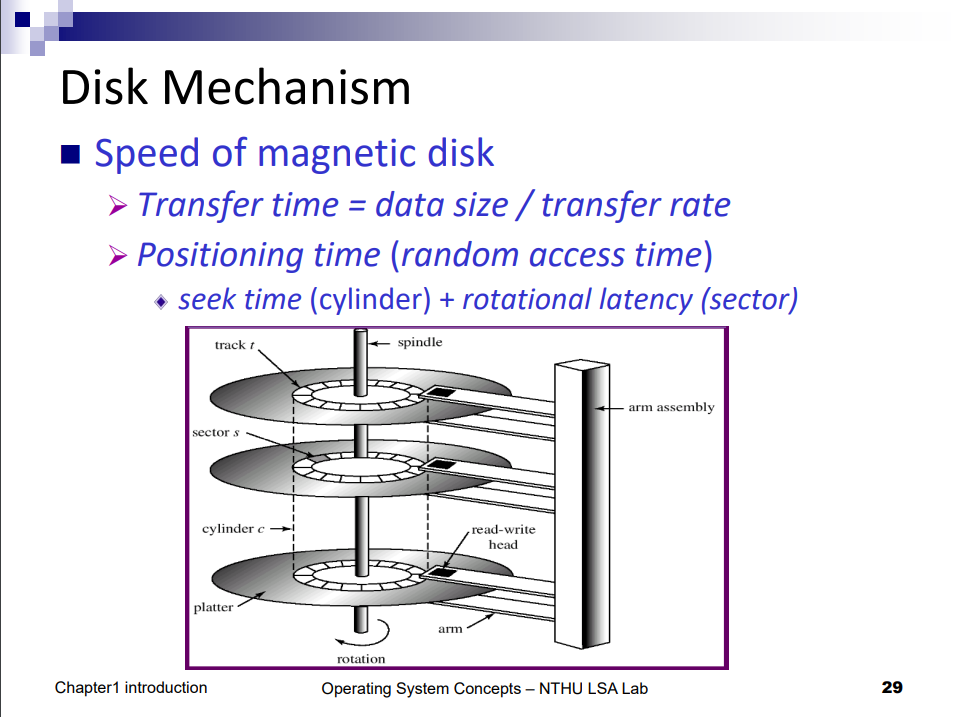 Disk Mechanism
Speed of magnetic disk
Transfer time = data size / transfer rate
Positioning time (random access time)
seek time (cylinder) + rotational latency (sector)
track t
spindle
arm assembly
sector s
cylinder c
read-write
head
platter
arm
rotation
Chapter1 introduction
Operating System Concepts – NTHU LSA Lab
29